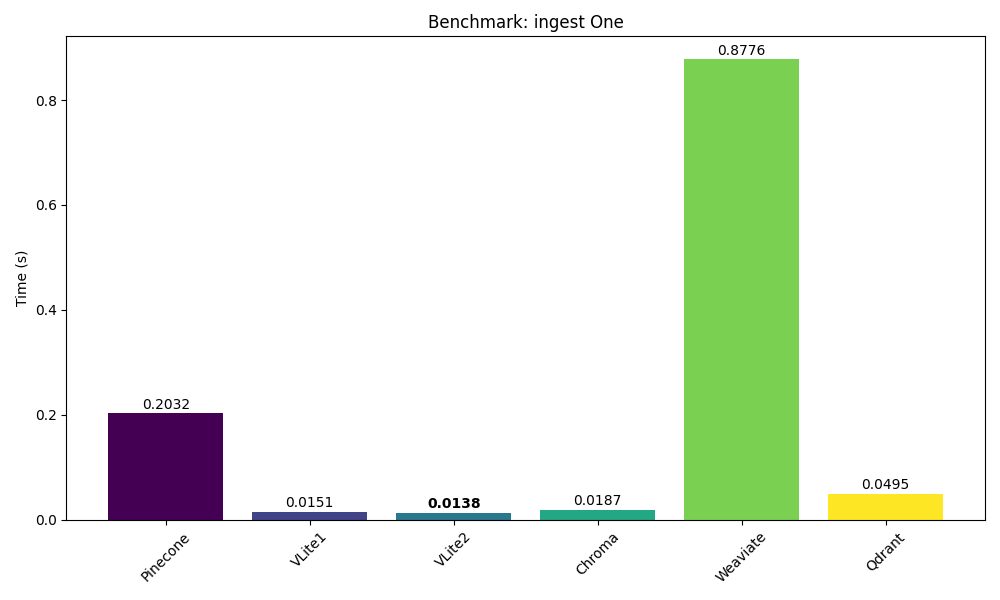 Benchmark: ingest One
Time (s)
0.8
0.6
0.4
0.2
0.0
0.2032
0.0151
0.0138
0.0187
0.8776
0.0495
Pinecone
VLite1
VLite2
Chroma
Weaviate
Qdrant